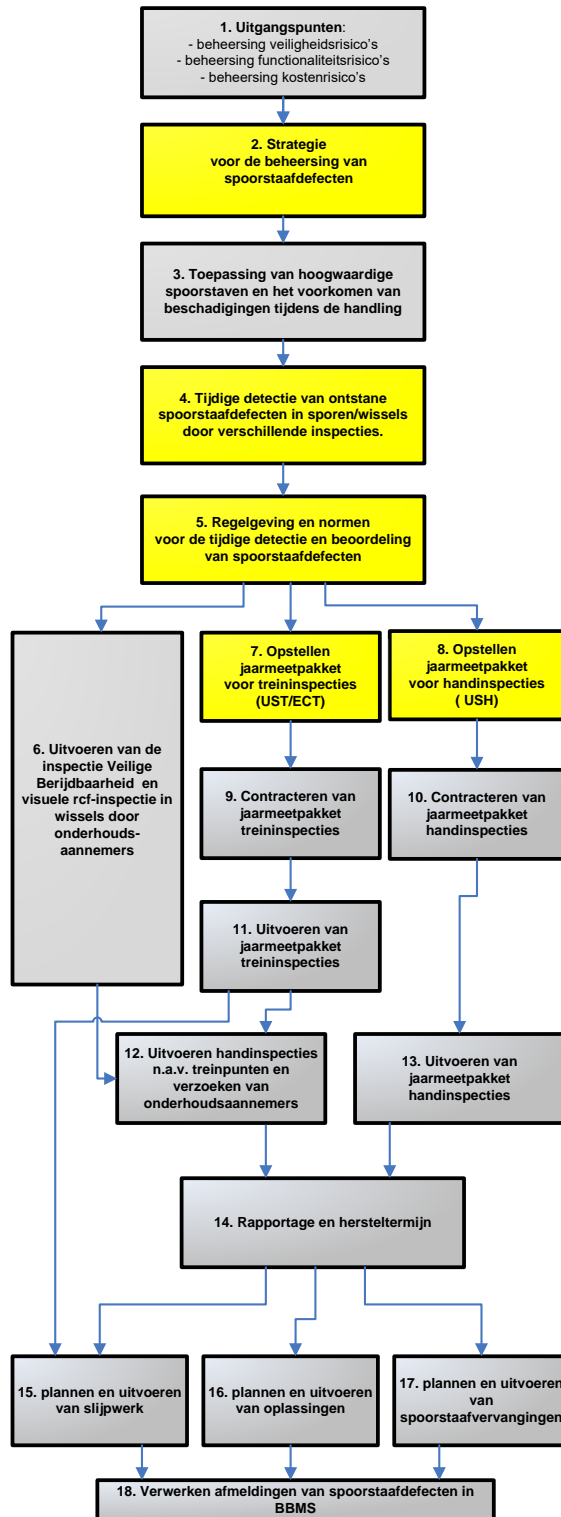 1. Uitgangspunten:
- beheersing veiligheidsrisico's
- beheersing functionaliteitsrisico's
- beheersing kostenrisico's
2. Strategie
voor de beheersing van
spoorstaafdefecten
3. Toepassing van hoogwaardige
spoorstaven en het voorkomen van
beschadigingen tijdens de handling
4. Tijdige detectie van ontstane
spoorstaafdefecten in sporen/wissels
door verschillende inspecties.
5. Regelgeving en normen
voor de tijdige detectie en beoordeling
van spoorstaafdefecten
6. Uitvoeren van de
inspectie Veilige
Berijdbaarheid en
visuele rcf-inspectie in
wissels door
onderhouds-
aannemers
7. Opstellen
jaarmeetpakket
voor treininspecties
(UST/ECT)
8. Opstellen
jaarmeetpakket
voor handinspecties
( USH)
9. Contracteren van
jaarmeetpakket
treininspecties
10. Contracteren van
jaarmeetpakket
handinspecties
11. Uitvoeren van
jaarmeetpakket
treininspecties
12. Uitvoeren handinspecties
n.a.v. treinpunten en
verzoeken van
onderhoudsaannemers
13. Uitvoeren van
jaarmeetpakket
handinspecties
14. Rapportage en hersteltermijn
15. plannen en uitvoeren
van slijpwerk
16. plannen en uitvoeren
van oplassingen
17. plannen en uitvoeren
van
spoorstaafvervangingen
18. Verwerken afmeldingen van spoorstaafdefecten in
BBMS